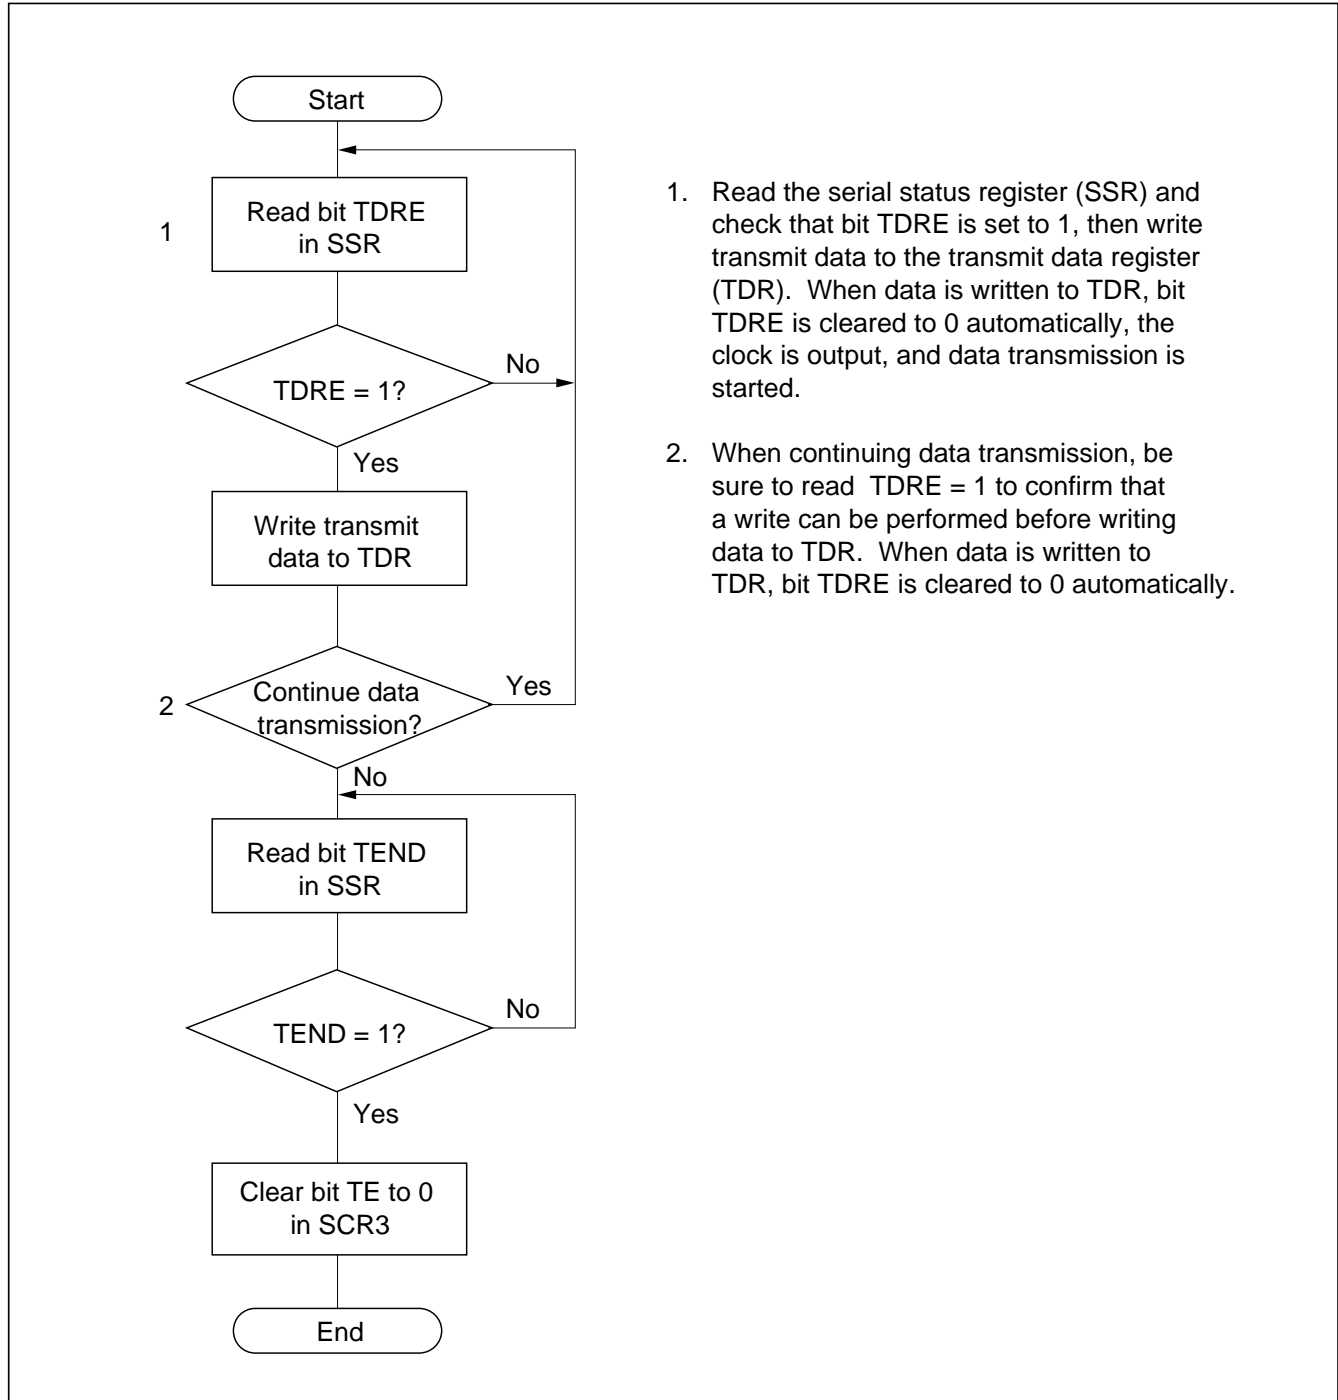 Start
1
Read bit TDRE
in SSR
TDRE = 1?
No
Yes
Write transmit
data to TDR
2
Continue data
transmission?
Yes
No
Read bit TEND
in SSR
TEND = 1?
No
Yes
Clear bit TE to 0
in SCR3
End
1. Read the serial status register (SSR) and
check that bit TDRE is set to 1, then write
transmit data to the transmit data register
(TDR). When data is written to TDR, bit
TDRE is cleared to 0 automatically, the
clock is output, and data transmission is
started.
2. When continuing data transmission, be
sure to read TDRE = 1 to confirm that
a write can be performed before writing
data to TDR. When data is written to
TDR, bit TDRE is cleared to 0 automatically.